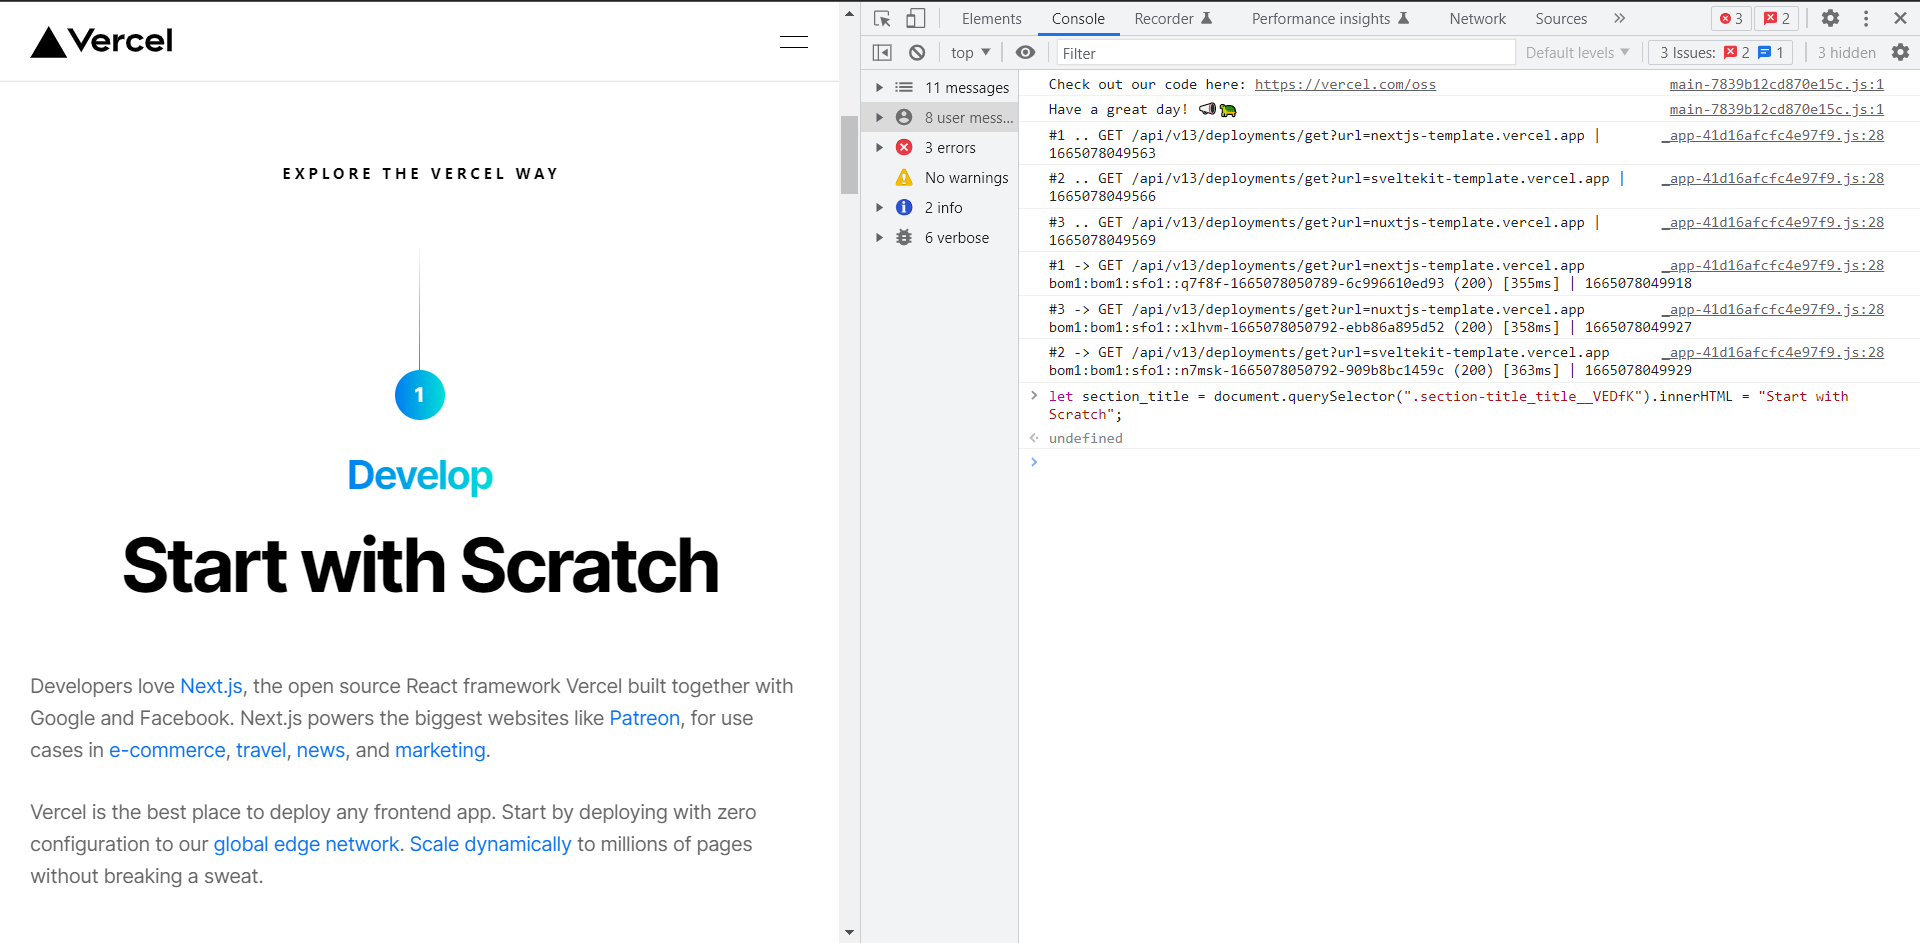 Vercel
EXPLORE THE VERCEL WAY
1
Develop
Start with Scratch
Developers love Next.js, the open source React framework Vercel built together with
Google and Facebook. Next.js powers the biggest websites like Patreon, for use
cases in e-commerce, travel, news, and marketing.
Vercel is the best place to deploy any frontend app. Start by deploying with zero
configuration to our global edge network. Scale dynamically to millions of pages
without breaking a sweat.
Elements Console Recorder Performance insights Network Sources 3 2
top Filter Default levels 3 Issues: 2 1 3 hidden
11 messages
8 user mess...
3 errors
No warnings
2 info
6 verbose
Check out our code here: https://vercel.com/oss main-7839b12cd870e15c.js:1
Have a great day! 📣🐢 main-7839b12cd870e15c.js:1
#1 .. GET /api/v13/deployments/get?url=nextjs-template.vercel.app | _app-41d16afcfc4e97f9.js:28
1665078049563
#2 .. GET /api/v13/deployments/get?url=sveltekit-template.vercel.app | _app-41d16afcfc4e97f9.js:28
1665078049566
#3 .. GET /api/v13/deployments/get?url=nuxtjs-template.vercel.app | _app-41d16afcfc4e97f9.js:28
1665078049569
#1 -> GET /api/v13/deployments/get?url=nextjs-template.vercel.app _app-41d16afcfc4e97f9.js:28
bom1:bom1:sfo1::q7f8f-1665078050789-6c996610ed93 (200) [355ms] | 1665078049918
#3 -> GET /api/v13/deployments/get?url=nuxtjs-template.vercel.app _app-41d16afcfc4e97f9.js:28
bom1:bom1:sfo1::xlhvm-1665078050792-ebb86a895d52 (200) [358ms] | 1665078049927
#2 -> GET /api/v13/deployments/get?url=sveltekit-template.vercel.app _app-41d16afcfc4e97f9.js:28
bom1:bom1:sfo1::n7msk-1665078050792-909b8bc1459c (200) [363ms] | 1665078049929
let section_title = document.querySelector(".section-title_title__VEDfK").innerHTML = "Start with
Scratch";
undefined